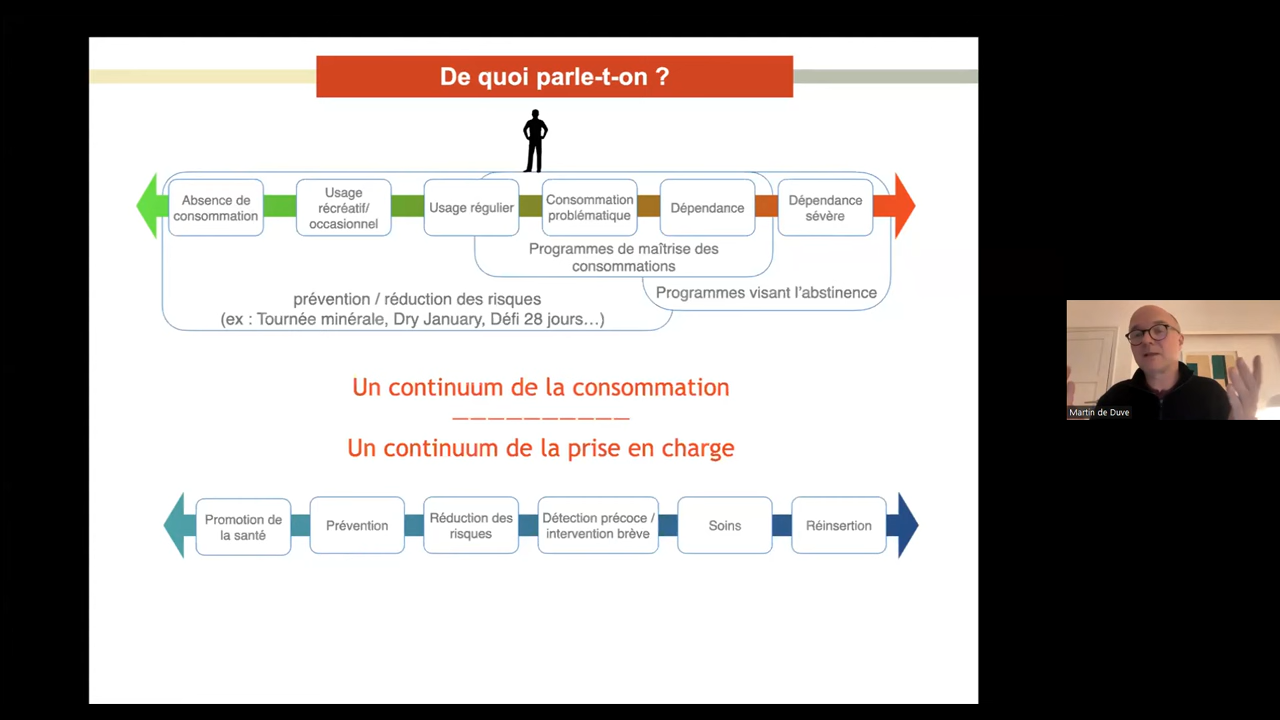 De quoi parle-t-on ?
Absence de
consommation
Usage
récréatif/
occasionnel
Usage régulier
Consommation
problématique
Dépendance
Dépendance
sévère
Programmes de maîtrise des
consommations
Programmes visant l'abstinence
prévention / réduction des risques
(ex : Tournée minérale, Dry January, Défi 28 jours…)
Un continuum de la consommation
__________
Un continuum de la prise en charge
Promotion de
la santé
Prévention
Réduction des
risques
Détection précoce /
intervention brève
Soins
Réinsertion
Martin de Duve